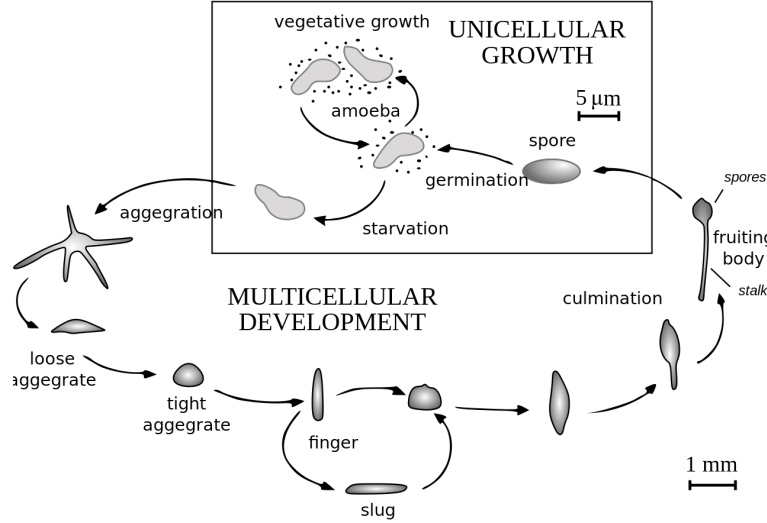 vegetative growth
UNICELLULAR
GROWTH
5 μm
amoeba
spore
germination
spores
aggegration
starvation
fruiting
body
stalk
MULTICELLULAR
DEVELOPMENT
culmination
loose
aggegrate
tight
aggegrate
finger
1 mm
slug